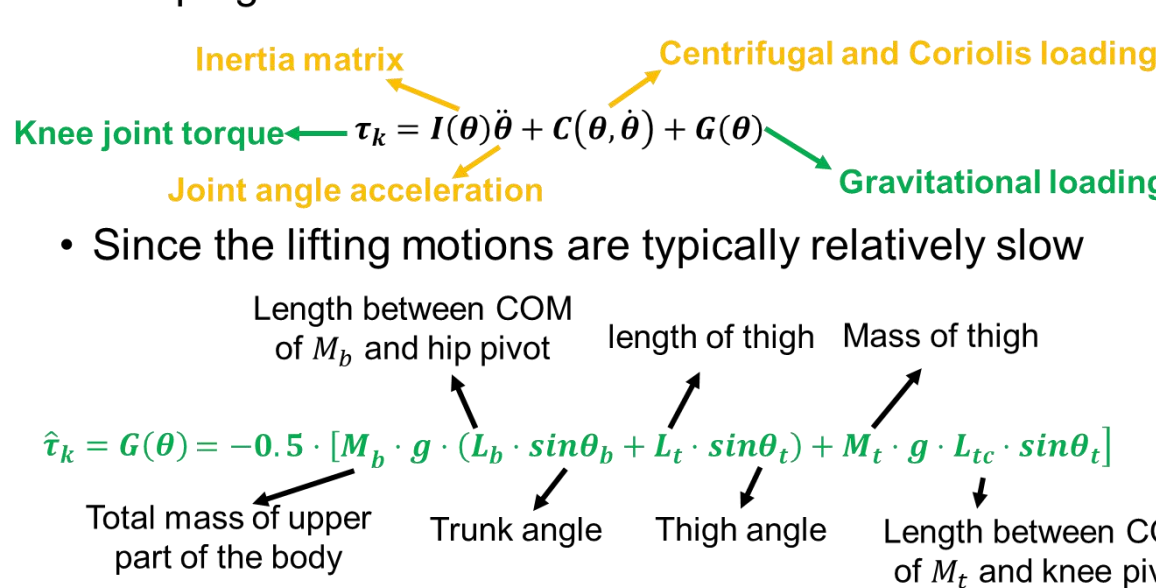 Inertia matrix
Centrifugal and Coriolis loading
Knee joint torque
τₖ = I(θ)θ̈ + C(θ,θ̇) + G(θ)
Joint angle acceleration
Gravitational loading
• Since the lifting motions are typically relatively slow
Length between COM
of M_b and hip pivot
length of thigh
Mass of thigh
τ̂ₖ = G(θ) = −0.5 · [M_b · g · (L_b · sinθ_b + L_t · sinθ_t) + M_t · g · L_tc · sinθ_t]
Total mass of upper
part of the body
Trunk angle
Thigh angle
Length between
of M_t and knee